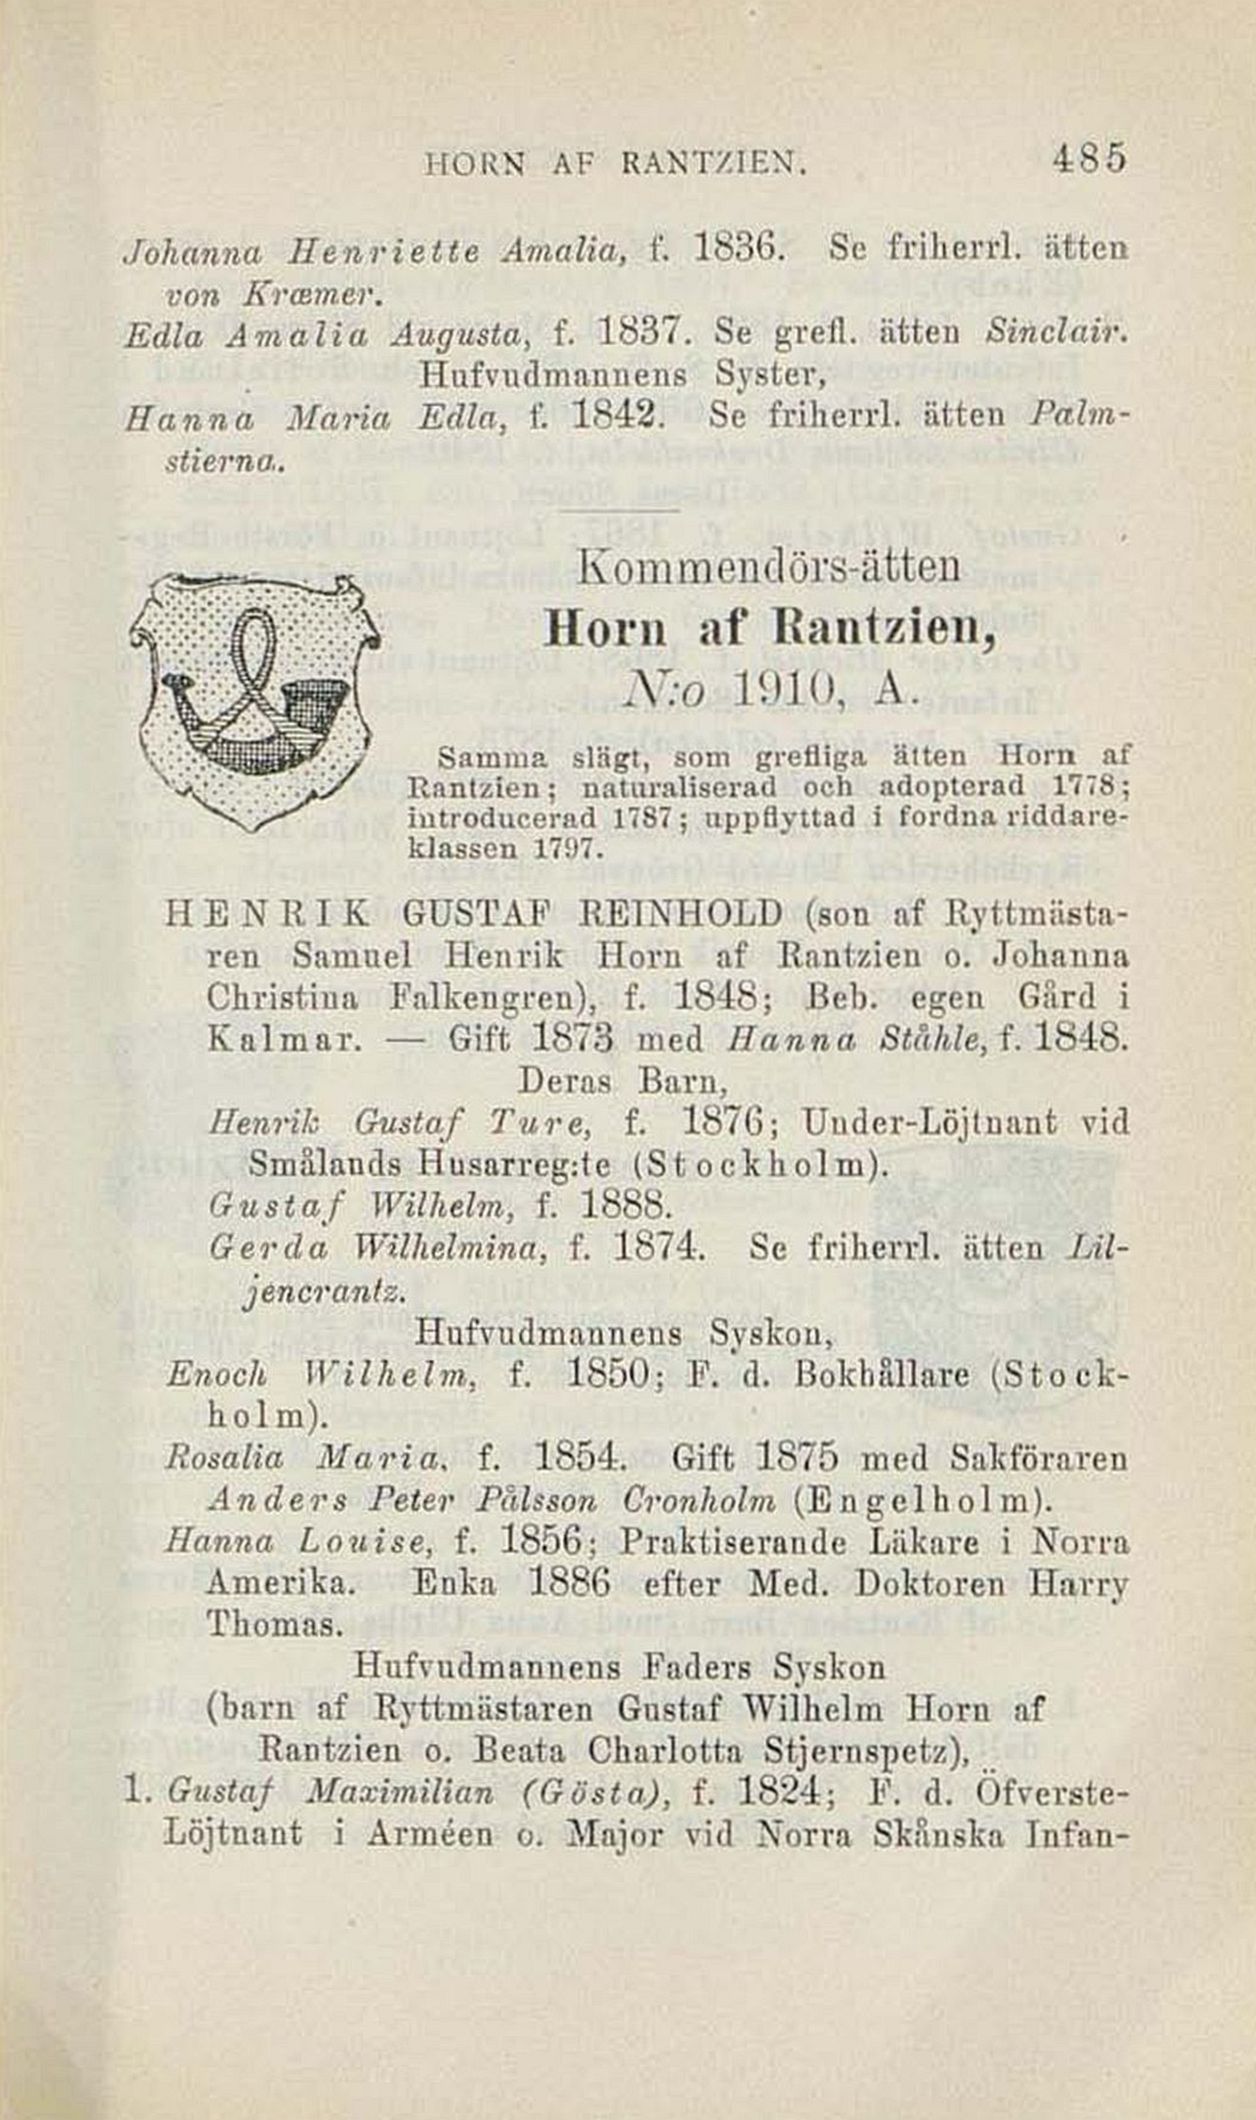 HORN AF RANTZIEN. 485
Johanna Henriette Amalia, f. 1836. Se friherrl. ätten
von Kræmer.
Edla Amalia Augusta, f. 1837. Se grefl. ätten Sinclair.
Hufvudmannens Syster,
Hanna Maria Edla, f. 1842. Se friherrl. ätten Palm-
stierna.
Kommendörs-ätten
Horn af Rantzien,
N:o 1910, A.
Samma slägt, som grefliga ätten Horn af
Rantzien; naturaliserad och adopterad 1778;
introducerad 1787; uppflyttad i fordna riddare-
klassen 1797.
HENRIK GUSTAF REINHOLD (son af Ryttmästa-
ren Samuel Henrik Horn af Rantzien o. Johanna
Christina Falkengren), f. 1848; Beb. egen Gård i
Kalmar. — Gift 1873 med Hanna Ståhle, f. 1848.
Deras Barn,
Henrik Gustaf Ture, f. 1876; Under-Löjtnant vid
Smålands Husarreg:te (Stockholm).
Gustaf Wilhelm, f. 1888.
Gerda Wilhelmina, f. 1874. Se friherrl. ätten Lil-
jencrantz.
Hufvudmannens Syskon,
Enoch Wilhelm, f. 1850; F. d. Bokhållare (Stock-
holm).
Rosalia Maria, f. 1854. Gift 1875 med Sakföraren
Anders Peter Pålsson Cronholm (Engelholm).
Hanna Louise, f. 1856; Praktiserande Läkare i Norra
Amerika. Enka 1886 efter Med. Doktoren Harry
Thomas.
Hufvudmannens Faders Syskon
(barn af Ryttmästaren Gustaf Wilhelm Horn af
Rantzien o. Beata Charlotta Stjernspetz),
1. Gustaf Maximilian (Gösta), f. 1824; F. d. Öfverste-
Löjtnant i Arméen o. Major vid Norra Skånska Infan-